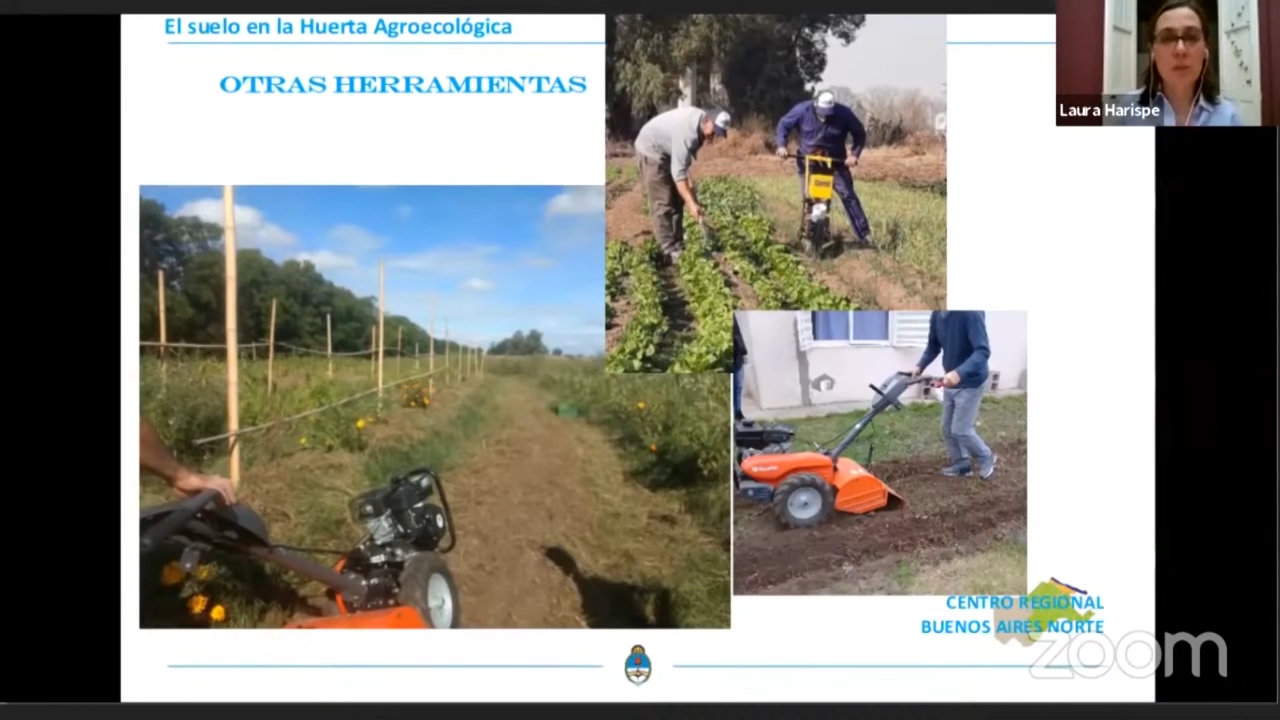 El suelo en la Huerta Agroecológica
OTRAS HERRAMIENTAS
Laura Harispe
CENTRO REGIONAL
BUENOS AIRES NORTE
zoom